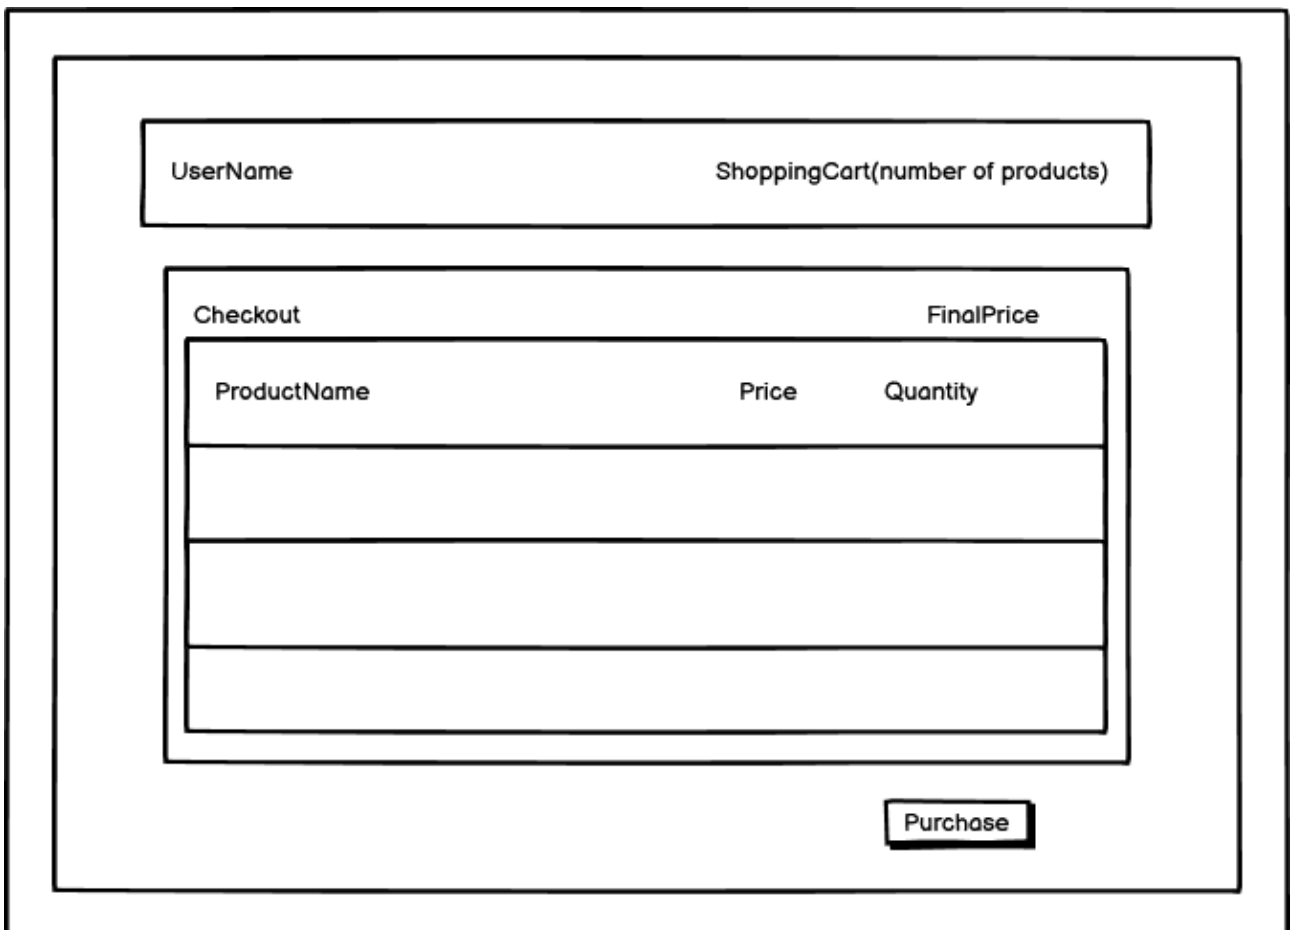 UserName ShoppingCart(number of products)
Checkout FinalPrice
ProductName Price Quantity
Purchase